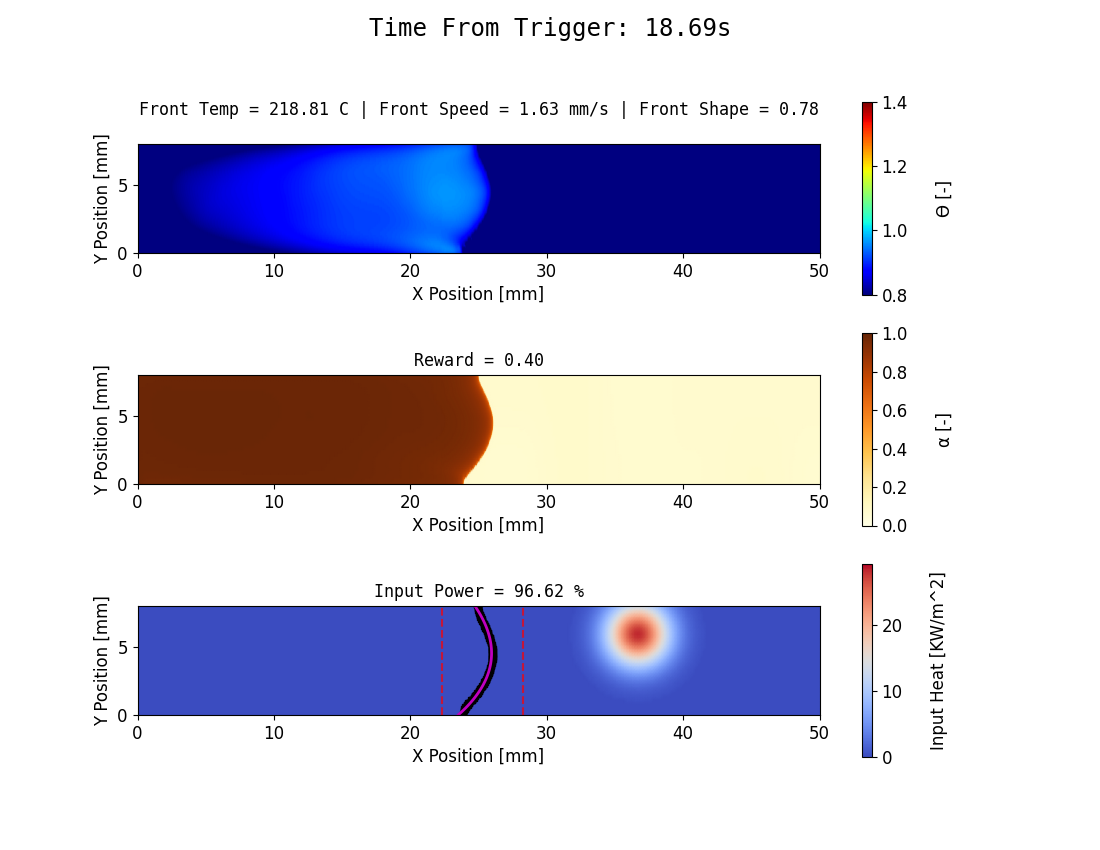 Time From Trigger: 18.69s
Front Temp = 218.81 C | Front Speed = 1.63 mm/s | Front Shape = 0.78
Y Position [mm]
5
0
0 10 20 30 40 50
X Position [mm]
1.4
1.2
1.0
0.8
Θ [-]
Reward = 0.40
Y Position [mm]
5
0
0 10 20 30 40 50
X Position [mm]
1.0
0.8
0.6
0.4
0.2
0.0
α [-]
Input Power = 96.62 %
Y Position [mm]
5
0
0 10 20 30 40 50
X Position [mm]
20
10
0
Input Heat [KW/m^2]